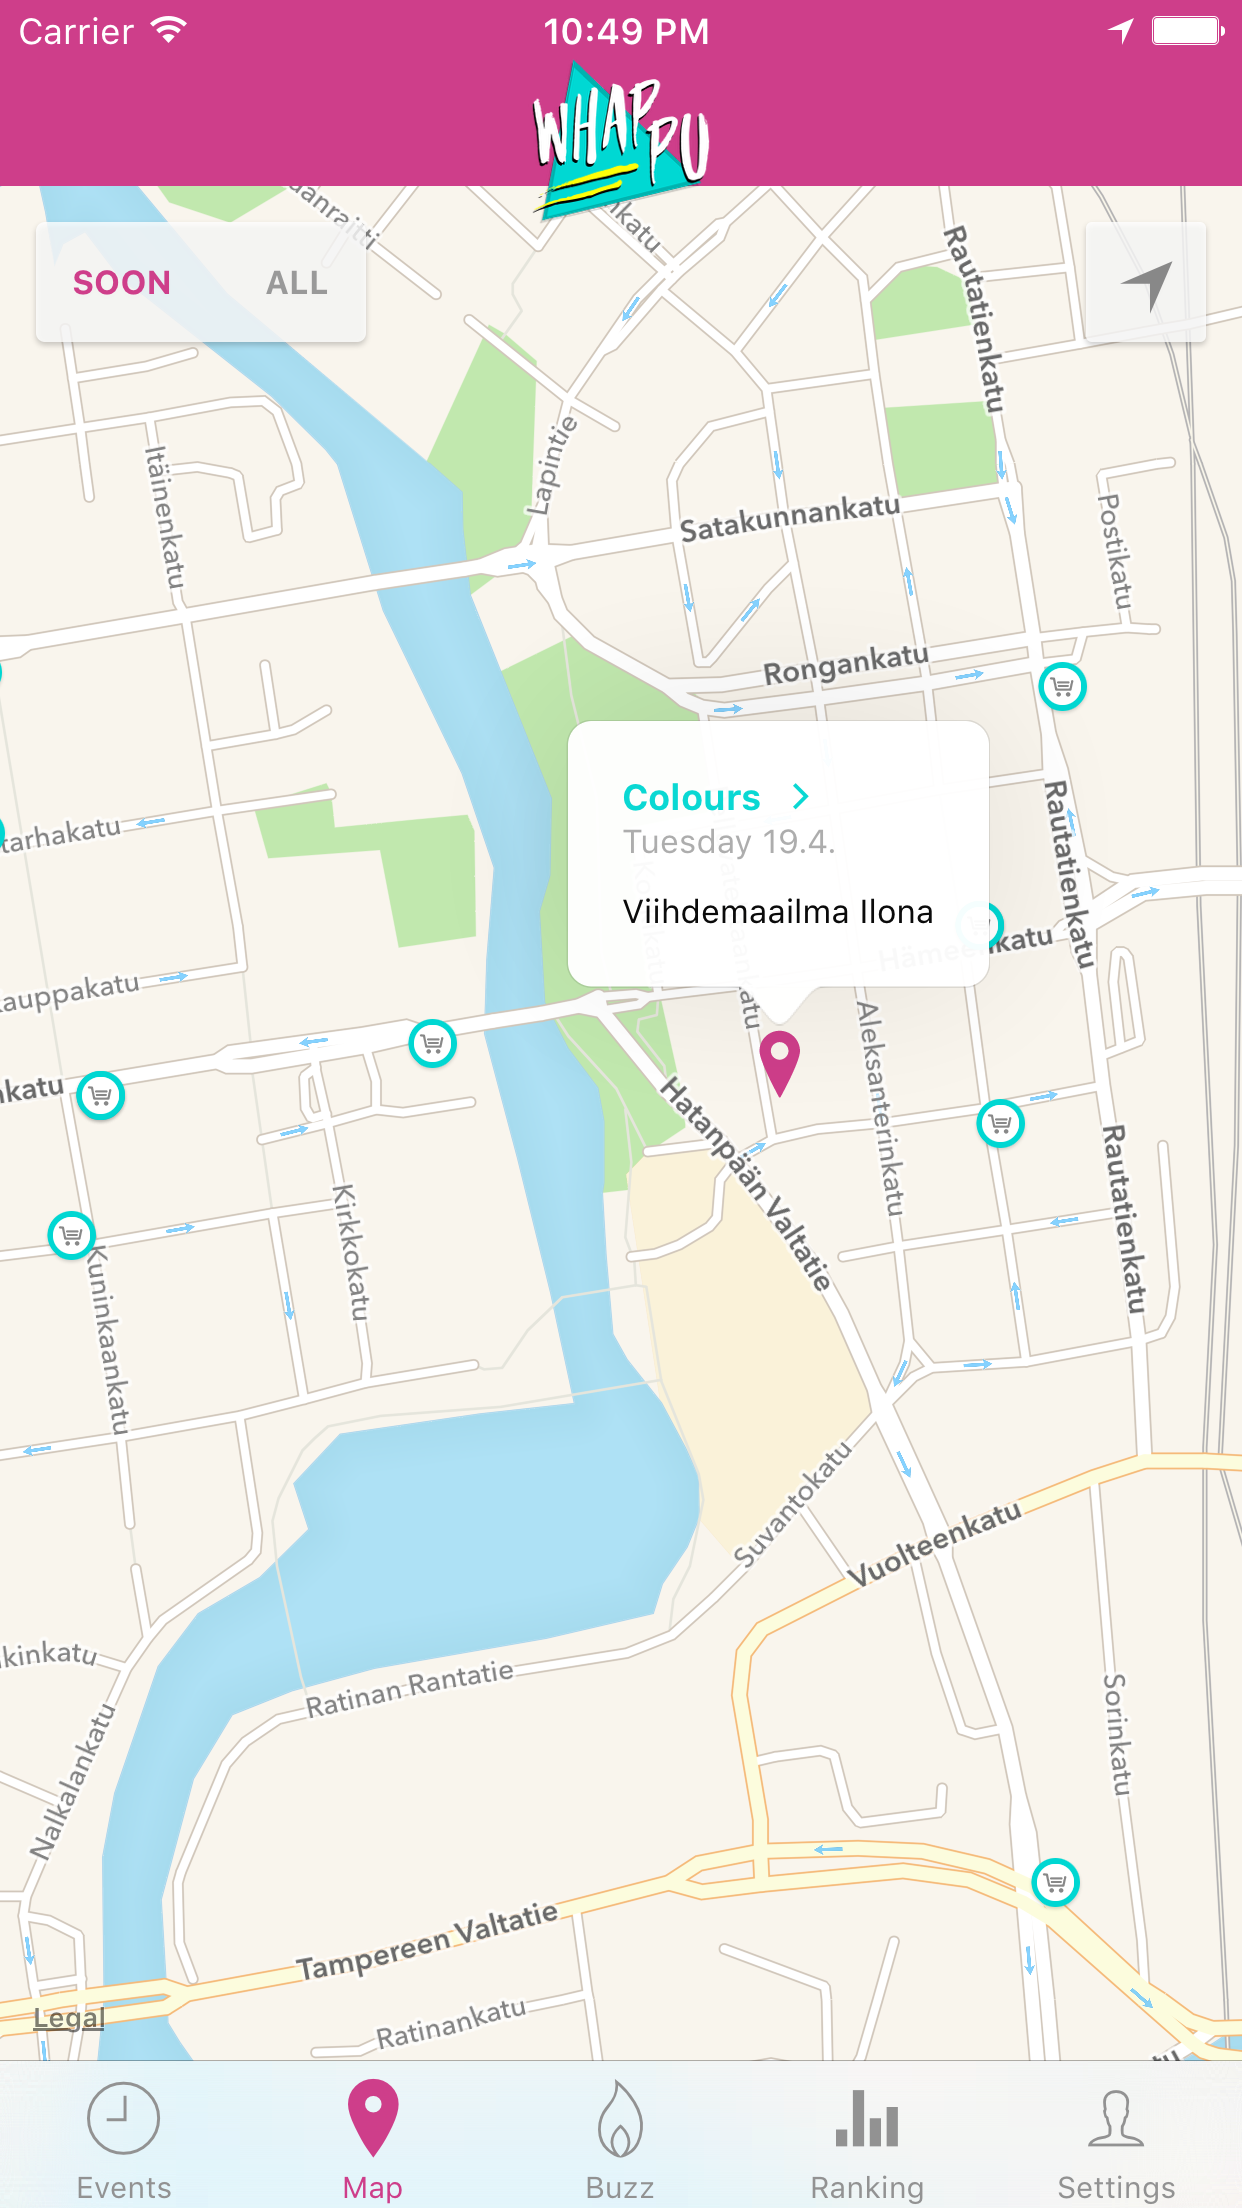 Carrier
10:49 PM
WHAP
PU
SOON
ALL
Rautatienkatu
Itäinenkatu
Lapintie
Satakunnankatu
Postikatu
Rongankatu
Colours
Tuesday 19.4.
Viihdemaailma Ilona
Rautatienkatu
Aleksanterinkatu
Hatanpään Valtatie
Kirkkokatu
Kuninkaankatu
Rautatienkatu
Suvantokatu
Vuolteenkatu
Ratinan Rantatie
Nalkalankatu
Sorinkatu
Tampereen Valtatie
Ratinankatu
Legal
Events
Map
Buzz
Ranking
Settings